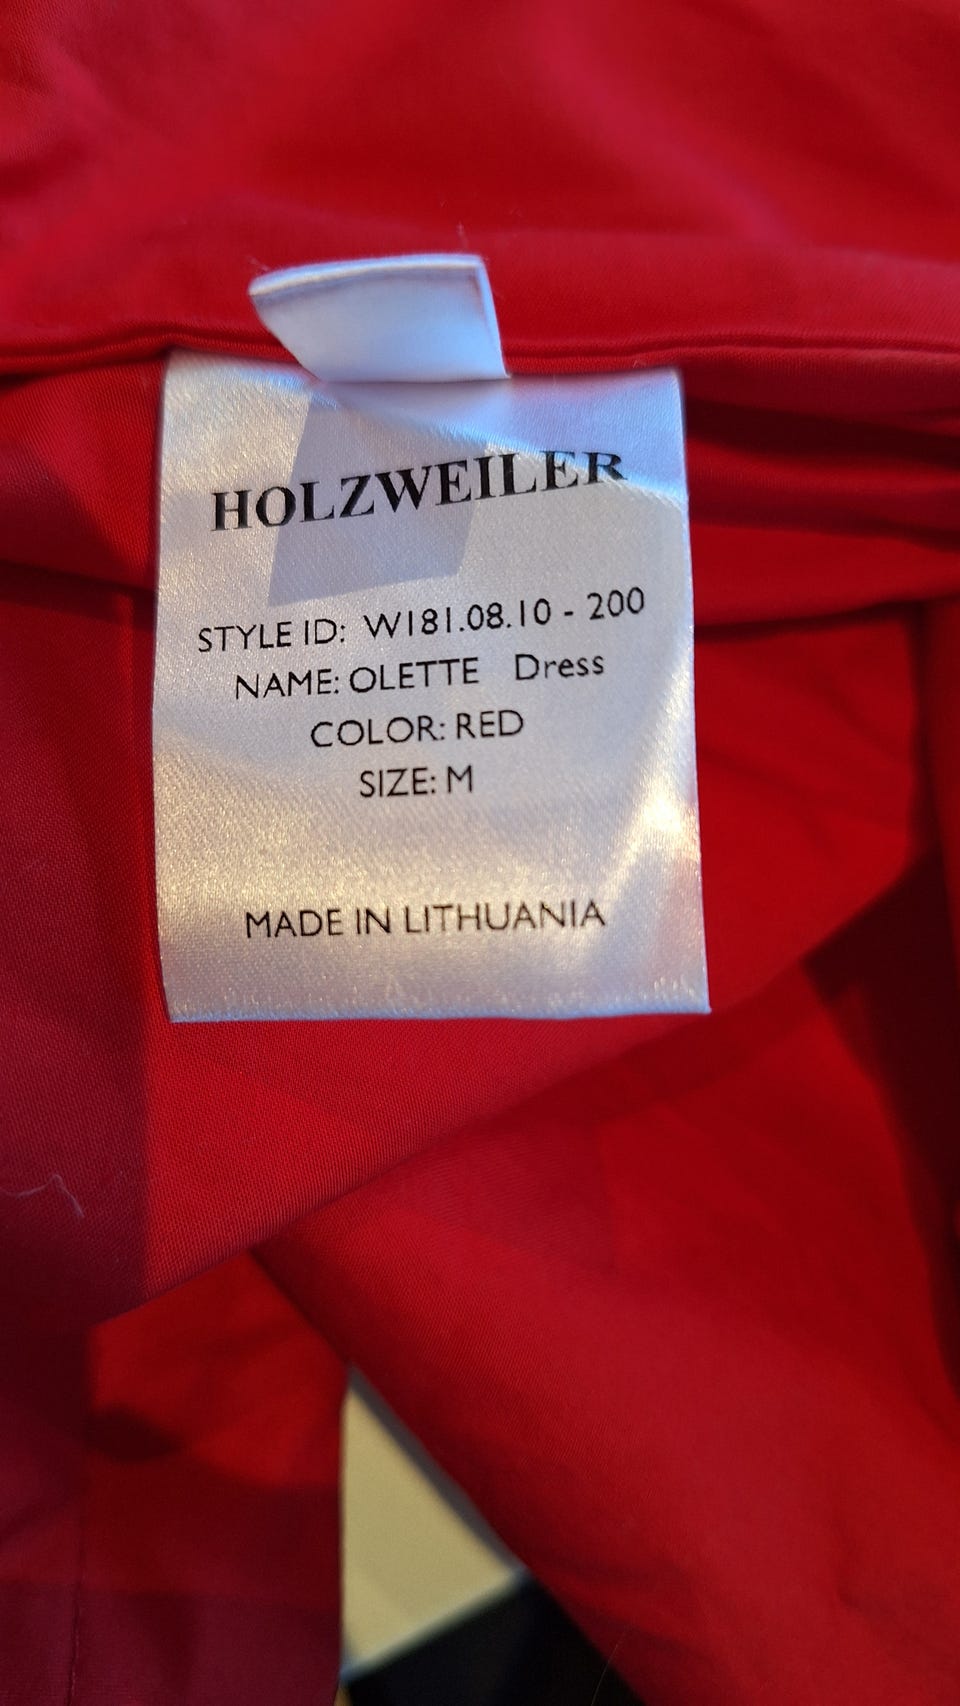 HOLZWEILER
STYLE ID: W181.08.10 - 200
NAME: OLETTE Dress
COLOR: RED
SIZE: M
MADE IN LITHUANIA